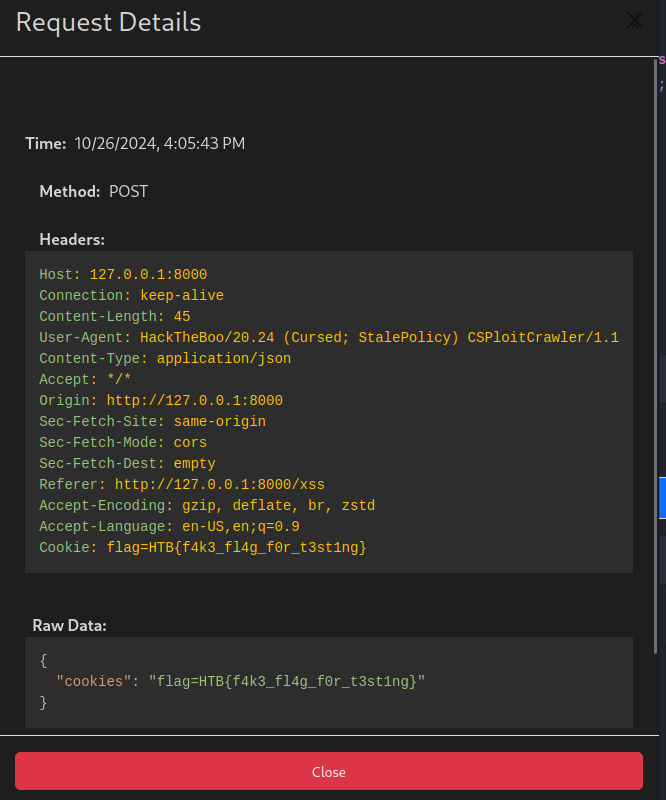 Request Details
Time: 10/26/2024, 4:05:43 PM
Method: POST
Headers:
Host: 127.0.0.1:8000
Connection: keep-alive
Content-Length: 45
User-Agent: HackTheBoo/20.24 (Cursed; StalePolicy) CSPloitCrawler/1.1
Content-Type: application/json
Accept: */*
Origin: http://127.0.0.1:8000
Sec-Fetch-Site: same-origin
Sec-Fetch-Mode: cors
Sec-Fetch-Dest: empty
Referer: http://127.0.0.1:8000/xss
Accept-Encoding: gzip, deflate, br, zstd
Accept-Language: en-US,en;q=0.9
Cookie: flag=HTB{f4k3_fl4g_f0r_t3st1ng}
Raw Data:
{
  "cookies": "flag=HTB{f4k3_fl4g_f0r_t3st1ng}"
}
Close